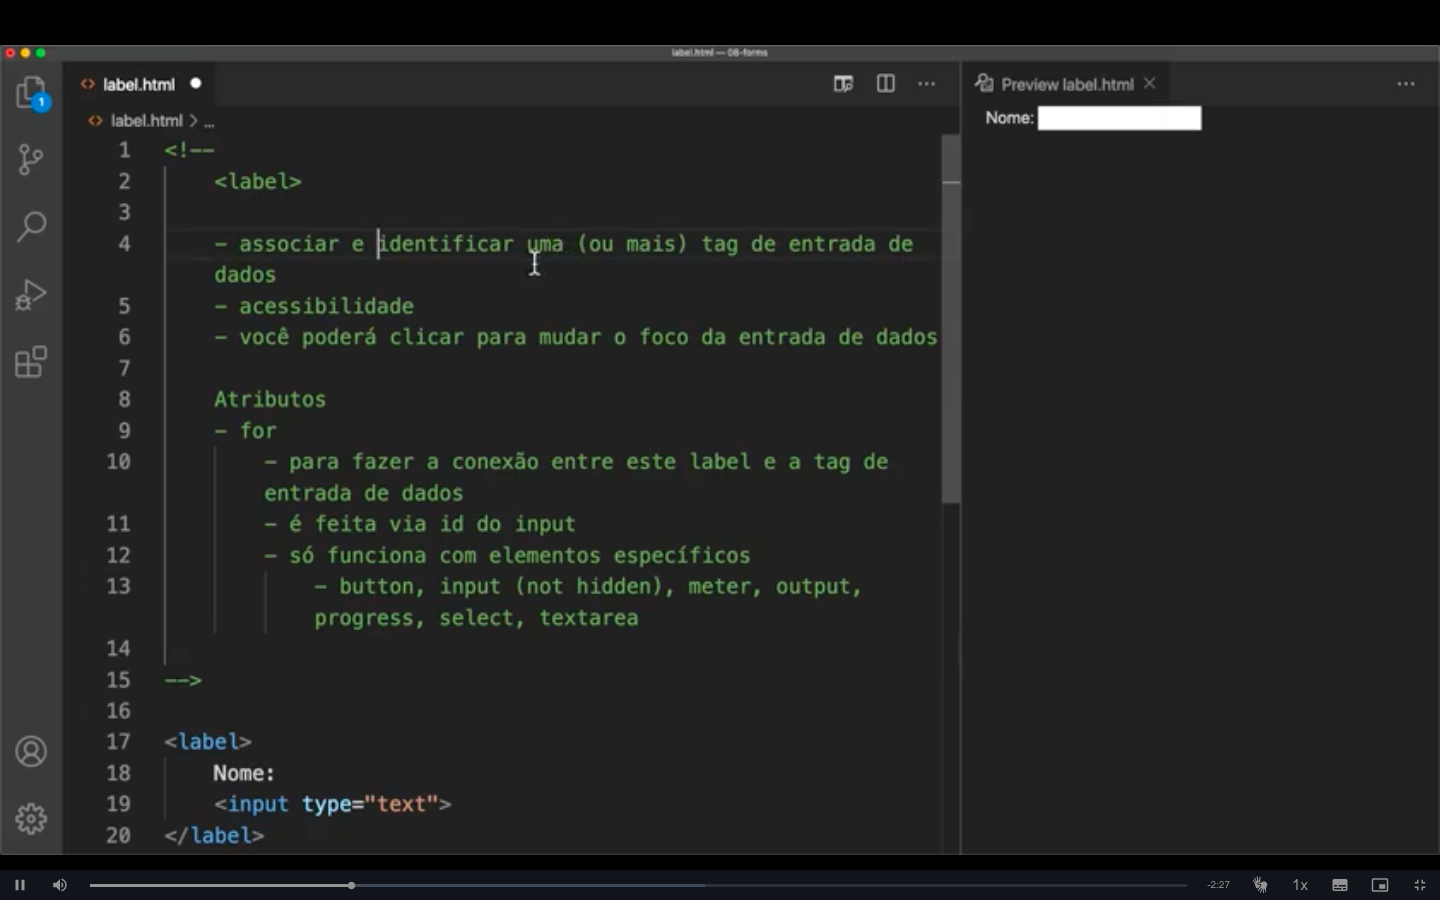 label.html — 08-forms
label.html
Preview label.html
1
label.html > ...
Nome:
1 <!--
2 <label>
3
4 - associar e identificar uma (ou mais) tag de entrada de
dados
5 - acessibilidade
6 - você poderá clicar para mudar o foco da entrada de dados
7
8 Atributos
9 - for
10 - para fazer a conexão entre este label e a tag de
entrada de dados
11 - é feita via id do input
12 - só funciona com elementos específicos
13 - button, input (not hidden), meter, output,
progress, select, textarea
14
15 -->
16
17 <label>
18 Nome:
19 <input type="text">
20 </label>
-2:27
1x